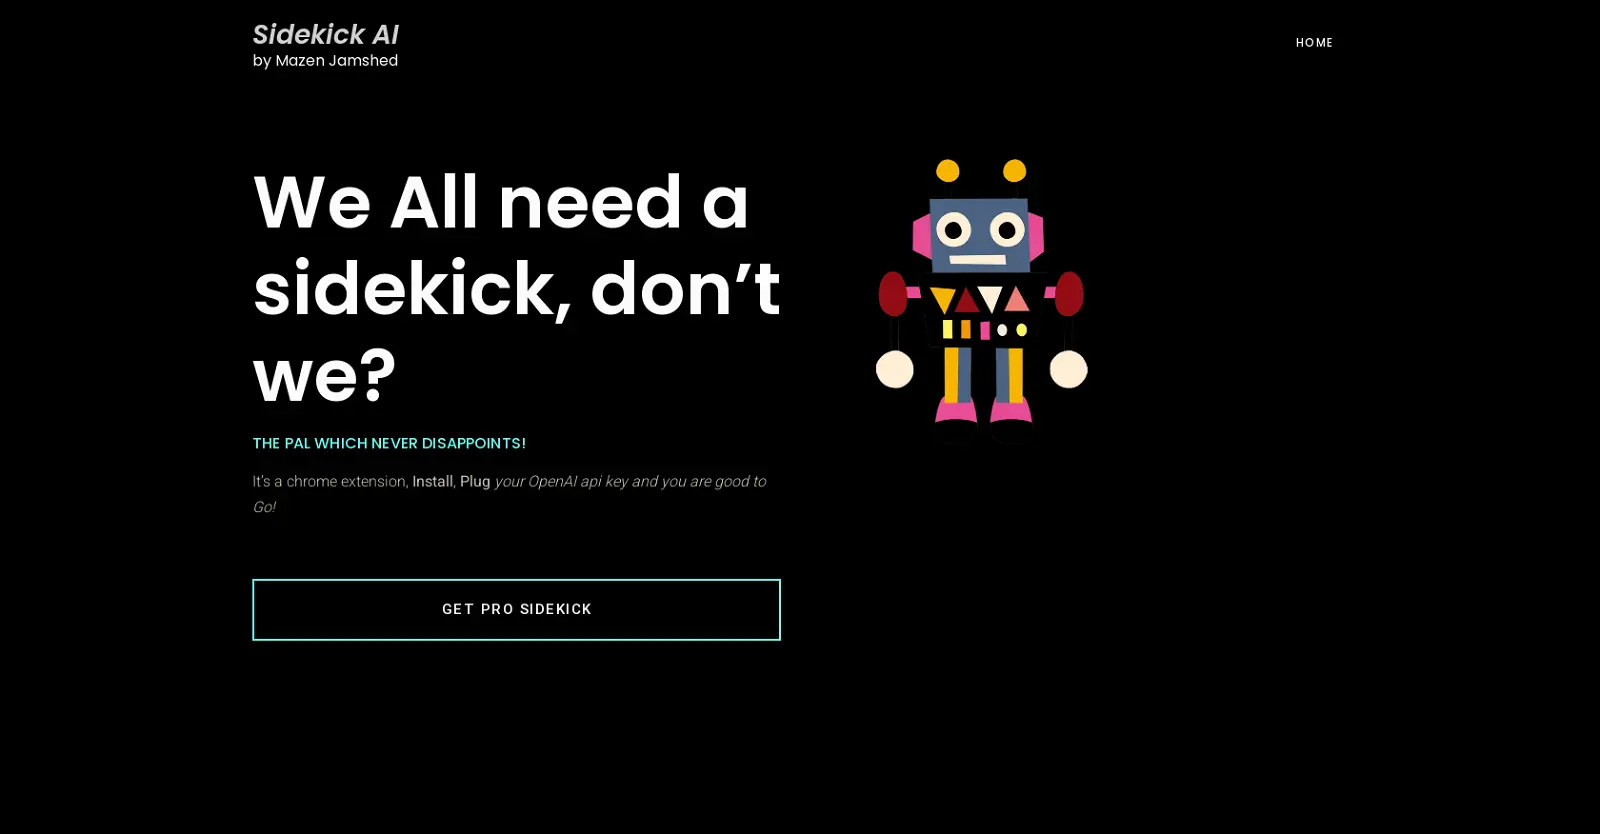 Sidekick AI
by Mazen Jamshed
HOME
We All need a
sidekick, don’t
we?
THE PAL WHICH NEVER DISAPPOINTS!
It's a chrome extension, Install, Plug your OpenAI api key and you are good to
Go!
GET PRO SIDEKICK